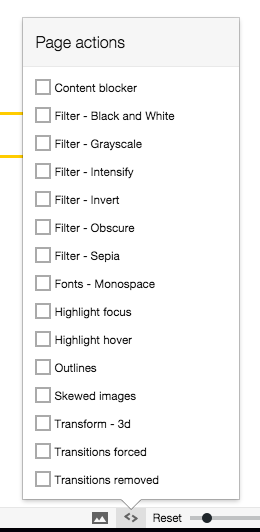 Page actions
Content blocker
Filter - Black and White
Filter - Grayscale
Filter - Intensify
Filter - Invert
Filter - Obscure
Filter - Sepia
Fonts - Monospace
Highlight focus
Highlight hover
Outlines
Skewed images
Transform - 3d
Transitions forced
Transitions removed
Reset